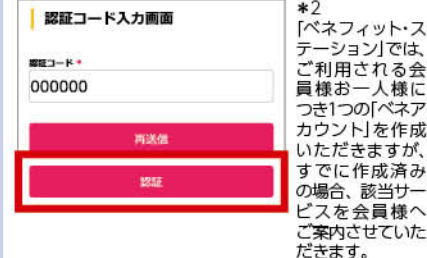 認証コード入力画面
認証コード *
000000
再送信
認証
*2
「ベネフィット・ス
テーション」では、
ご利用される会
員様お一人様に
つき1つの「ベネア
カウント」を作成
いただきますが、
すでに作成済み
の場合、該当サー
ビスを会員様へ
ご案内させていた
だきます。